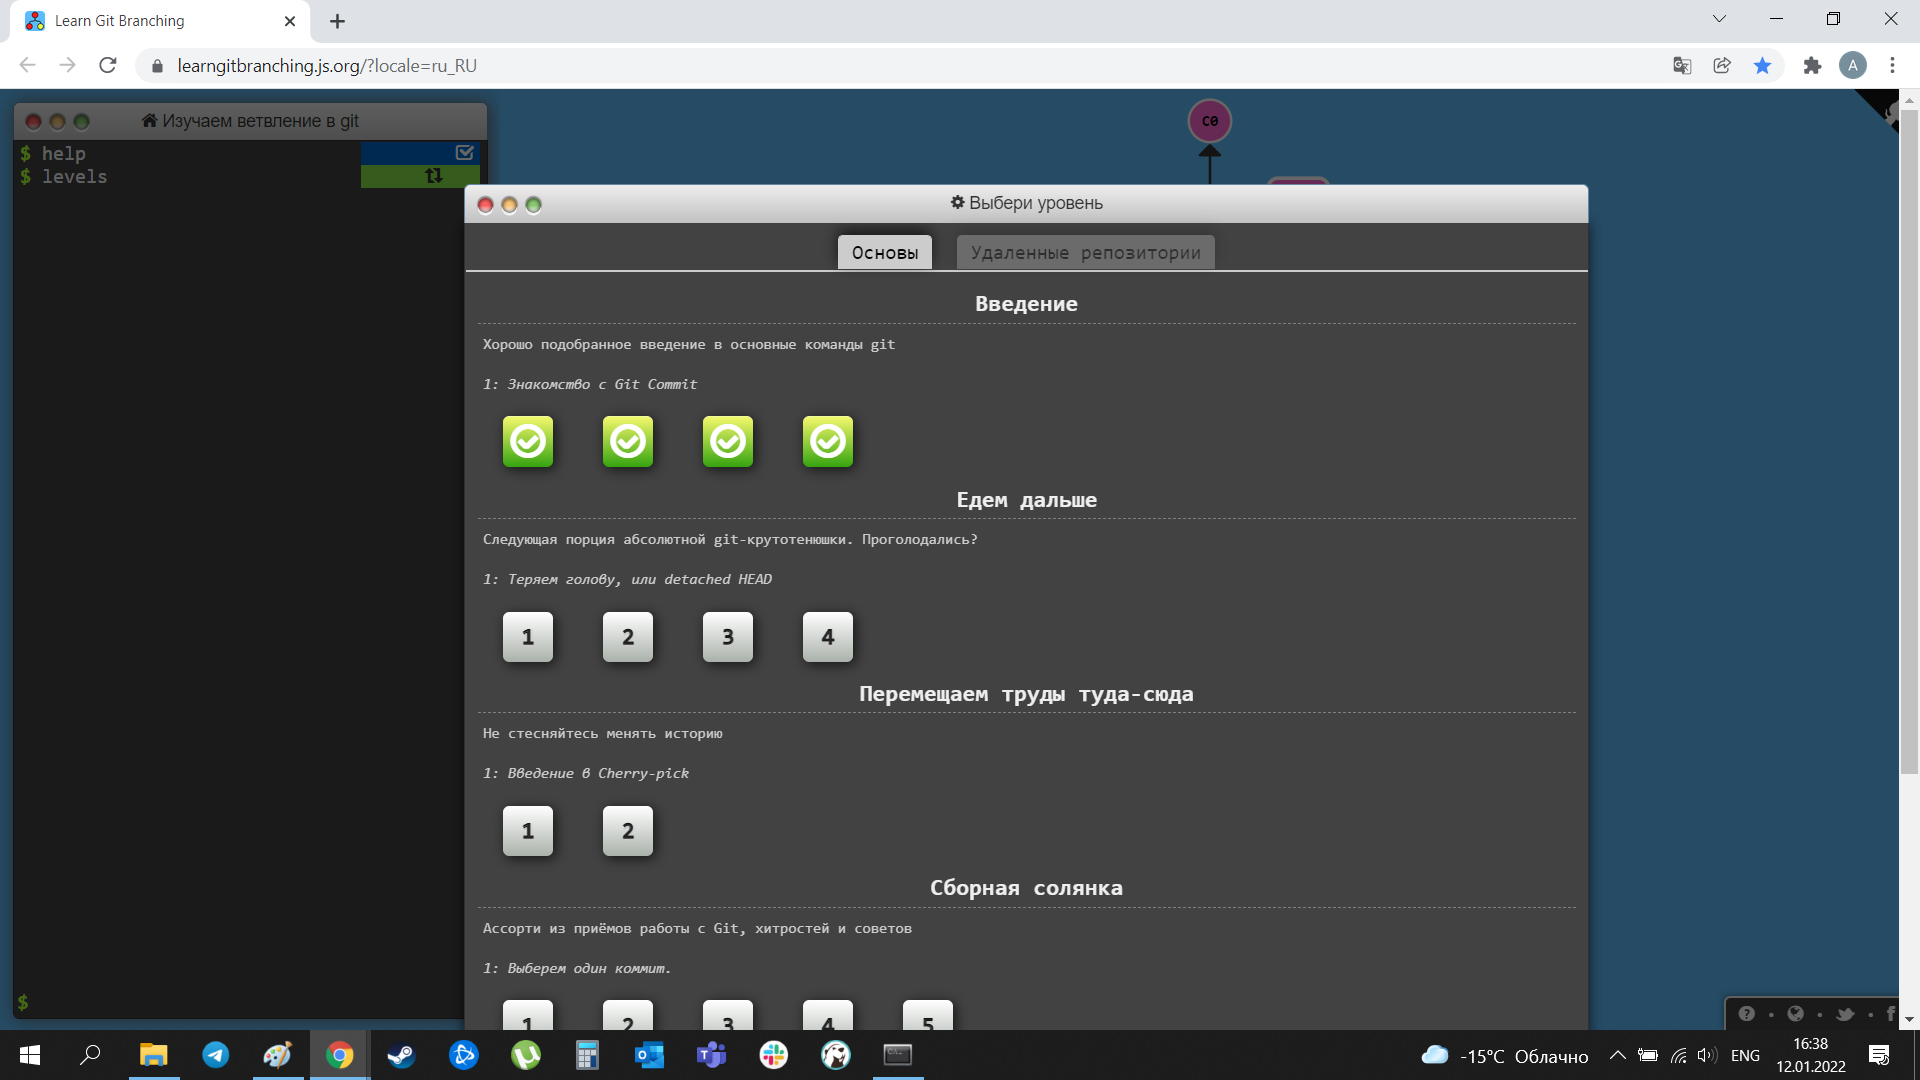 Learn Git Branching
learngitbranching.js.org/?locale=ru_RU
A
Изучаем ветвление в git
$ help
$ levels
C0
Выбери уровень
Основы
Удаленные репозитории
Введение
Хорошо подобранное введение в основные команды git
1: Знакомство с Git Commit
Едем дальше
Следующая порция абсолютной git-крутотенюшки. Проголодались?
1: Теряем голову, или detached HEAD
1 2 3 4
Перемещаем труды туда-сюда
Не стесняйтесь менять историю
1: Введение в Cherry-pick
1 2
Сборная солянка
Ассорти из приёмов работы с Git, хитростей и советов
1: Выберем один коммит.
1 2 3 4 5
$
-15°C Облачно
ENG
16:38
12.01.2022